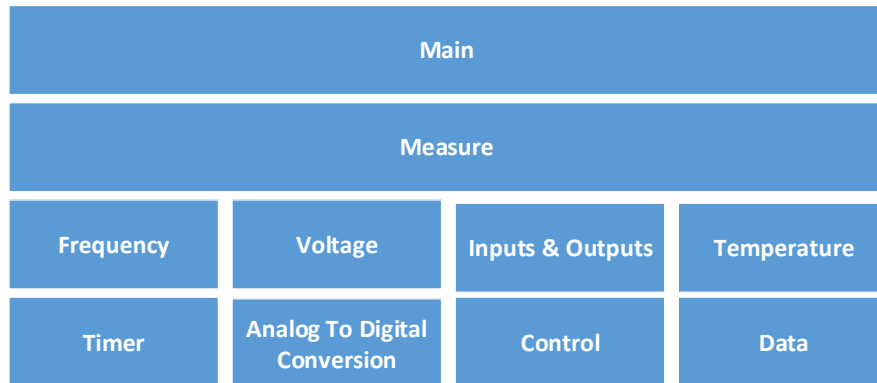 Main
Measure
Frequency
Voltage
Inputs & Outputs
Temperature
Timer
Analog To Digital
Conversion
Control
Data